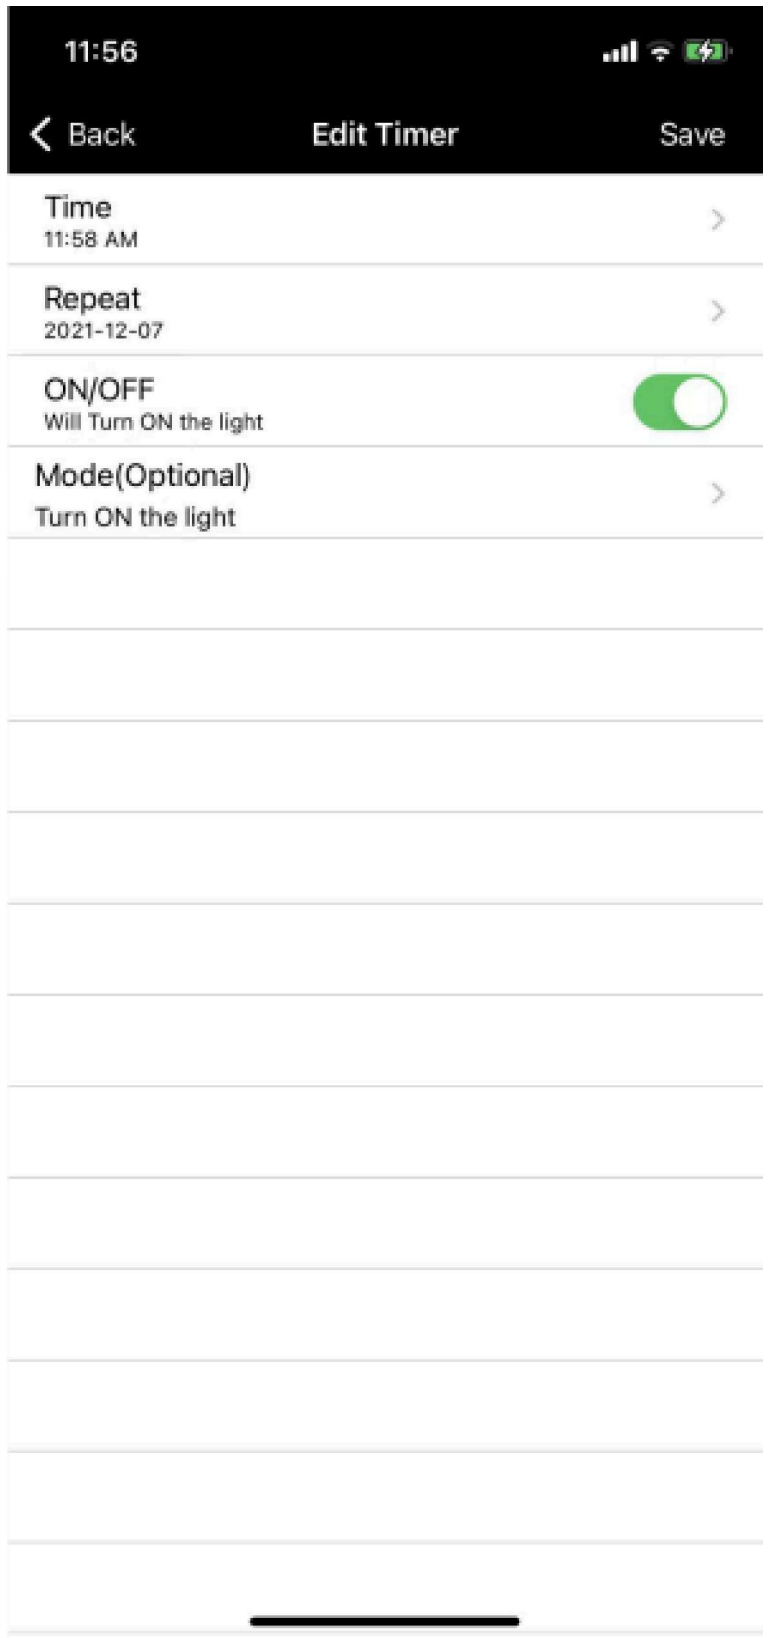 11:56
Back Edit Timer Save
Time
11:58 AM
Repeat
2021-12-07
ON/OFF
Will Turn ON the light
Mode(Optional)
Turn ON the light